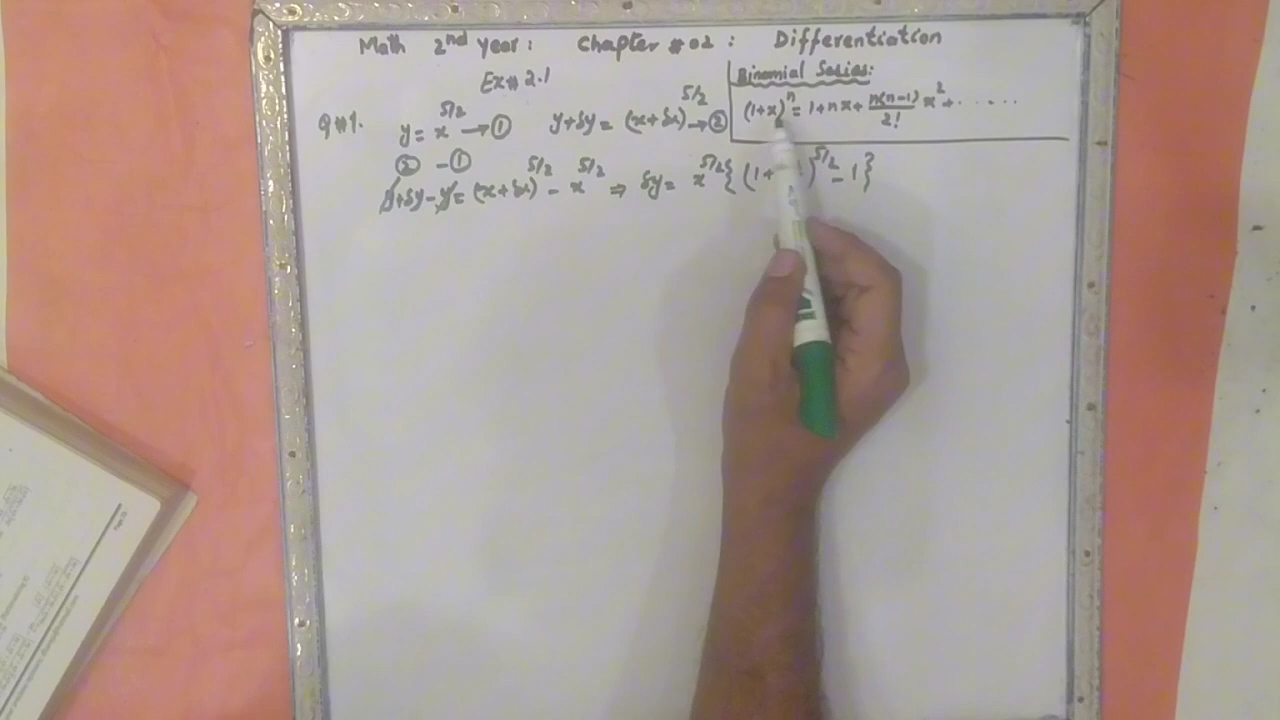 Math 2nd Year: Chapter # 02: Differentiation
Ex# 2.1
Binomial Series:
(1+x)^n = 1+nx+ n(n-1)/2! x^2 + ......
Q#1. y = x^5/2 → ① y+δy = (x+δx)^5/2 → ②
② - ①
y+δy-y = (x+δx)^5/2 - x^5/2 ⇒ δy = x^5/2 { (1+ )^5/2 - 1 }